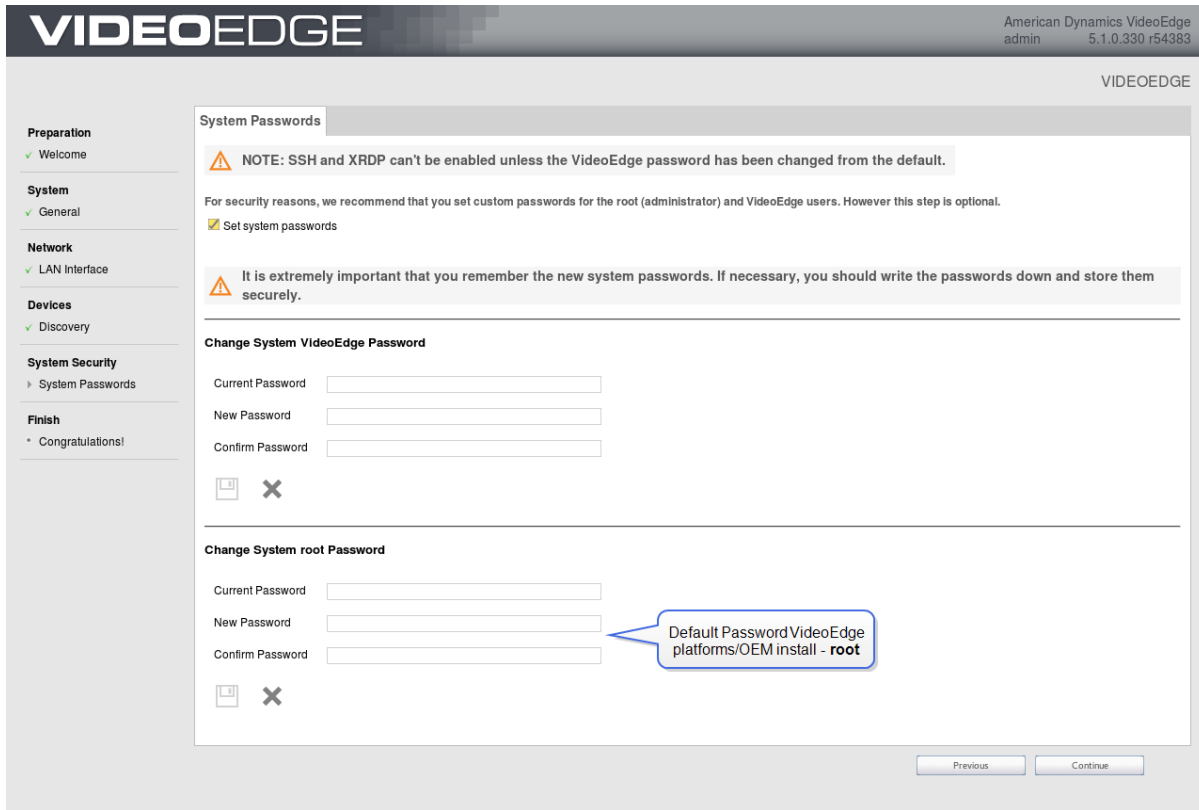 VIDEOEDGE
American Dynamics VideoEdge
admin 5.1.0.330 r54383
VIDEOEDGE
Preparation
Welcome
System
General
Network
LAN Interface
Devices
Discovery
System Security
System Passwords
Finish
Congratulations!
System Passwords
NOTE: SSH and XRDP can't be enabled unless the VideoEdge password has been changed from the default.
For security reasons, we recommend that you set custom passwords for the root (administrator) and VideoEdge users. However this step is optional.
Set system passwords
It is extremely important that you remember the new system passwords. If necessary, you should write the passwords down and store them
securely.
Change System VideoEdge Password
Current Password
New Password
Confirm Password
Change System root Password
Current Password
New Password
Confirm Password
Default Password VideoEdge
platforms/OEM install - root
Previous
Continue